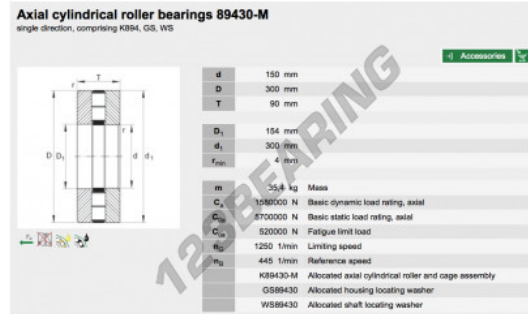 Axial cylindrical roller bearings 89430-M
single direction, comprising K894, GS, WS
Accessories
T
r
r
D D1 d d1
d 150 mm
D 300 mm
T 90 mm
D1 154 mm
d1 300 mm
rmin 4 mm
m 35,4 kg Mass
Ca 1580000 N Basic dynamic load rating, axial
C0a 5700000 N Basic static load rating, axial
Cua 520000 N Fatigue limit load
nG 1250 1/min Limiting speed
nB 445 1/min Reference speed
K89430-M Allocated axial cylindrical roller and cage assembly
GS89430 Allocated housing locating washer
WS89430 Allocated shaft locating washer
123BEARING